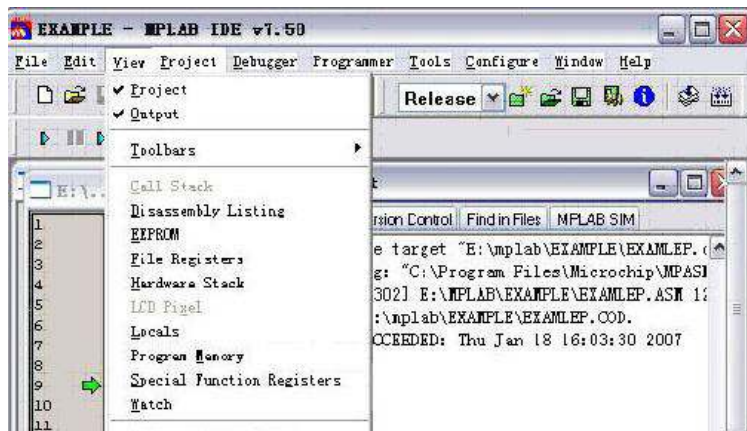 EXAMPLE - MPLAB IDE v7.50
File Edit View Project Debugger Programmer Tools Configure Window Help
Release
Project
Output
Toolbars
Call Stack
Disassembly Listing
EEPROM
File Registers
Hardware Stack
LCD Pixel
Locals
Program Memory
Special Function Registers
Watch
E:\..
rsion Control Find in Files MPLAB SIM
e target "E:\mplab\EXAMPLE\EXAMLEP.
g: "C:\Program Files\Microchip\MPASM
302] E:\MPLAB\EXAMPLE\EXAMLEP.ASM 12
:\mplab\EXAMPLE\EXAMLEP.COD.
CCEEDED: Thu Jan 18 16:03:30 2007
1
2
3
4
5
6
7
8
9
10
11